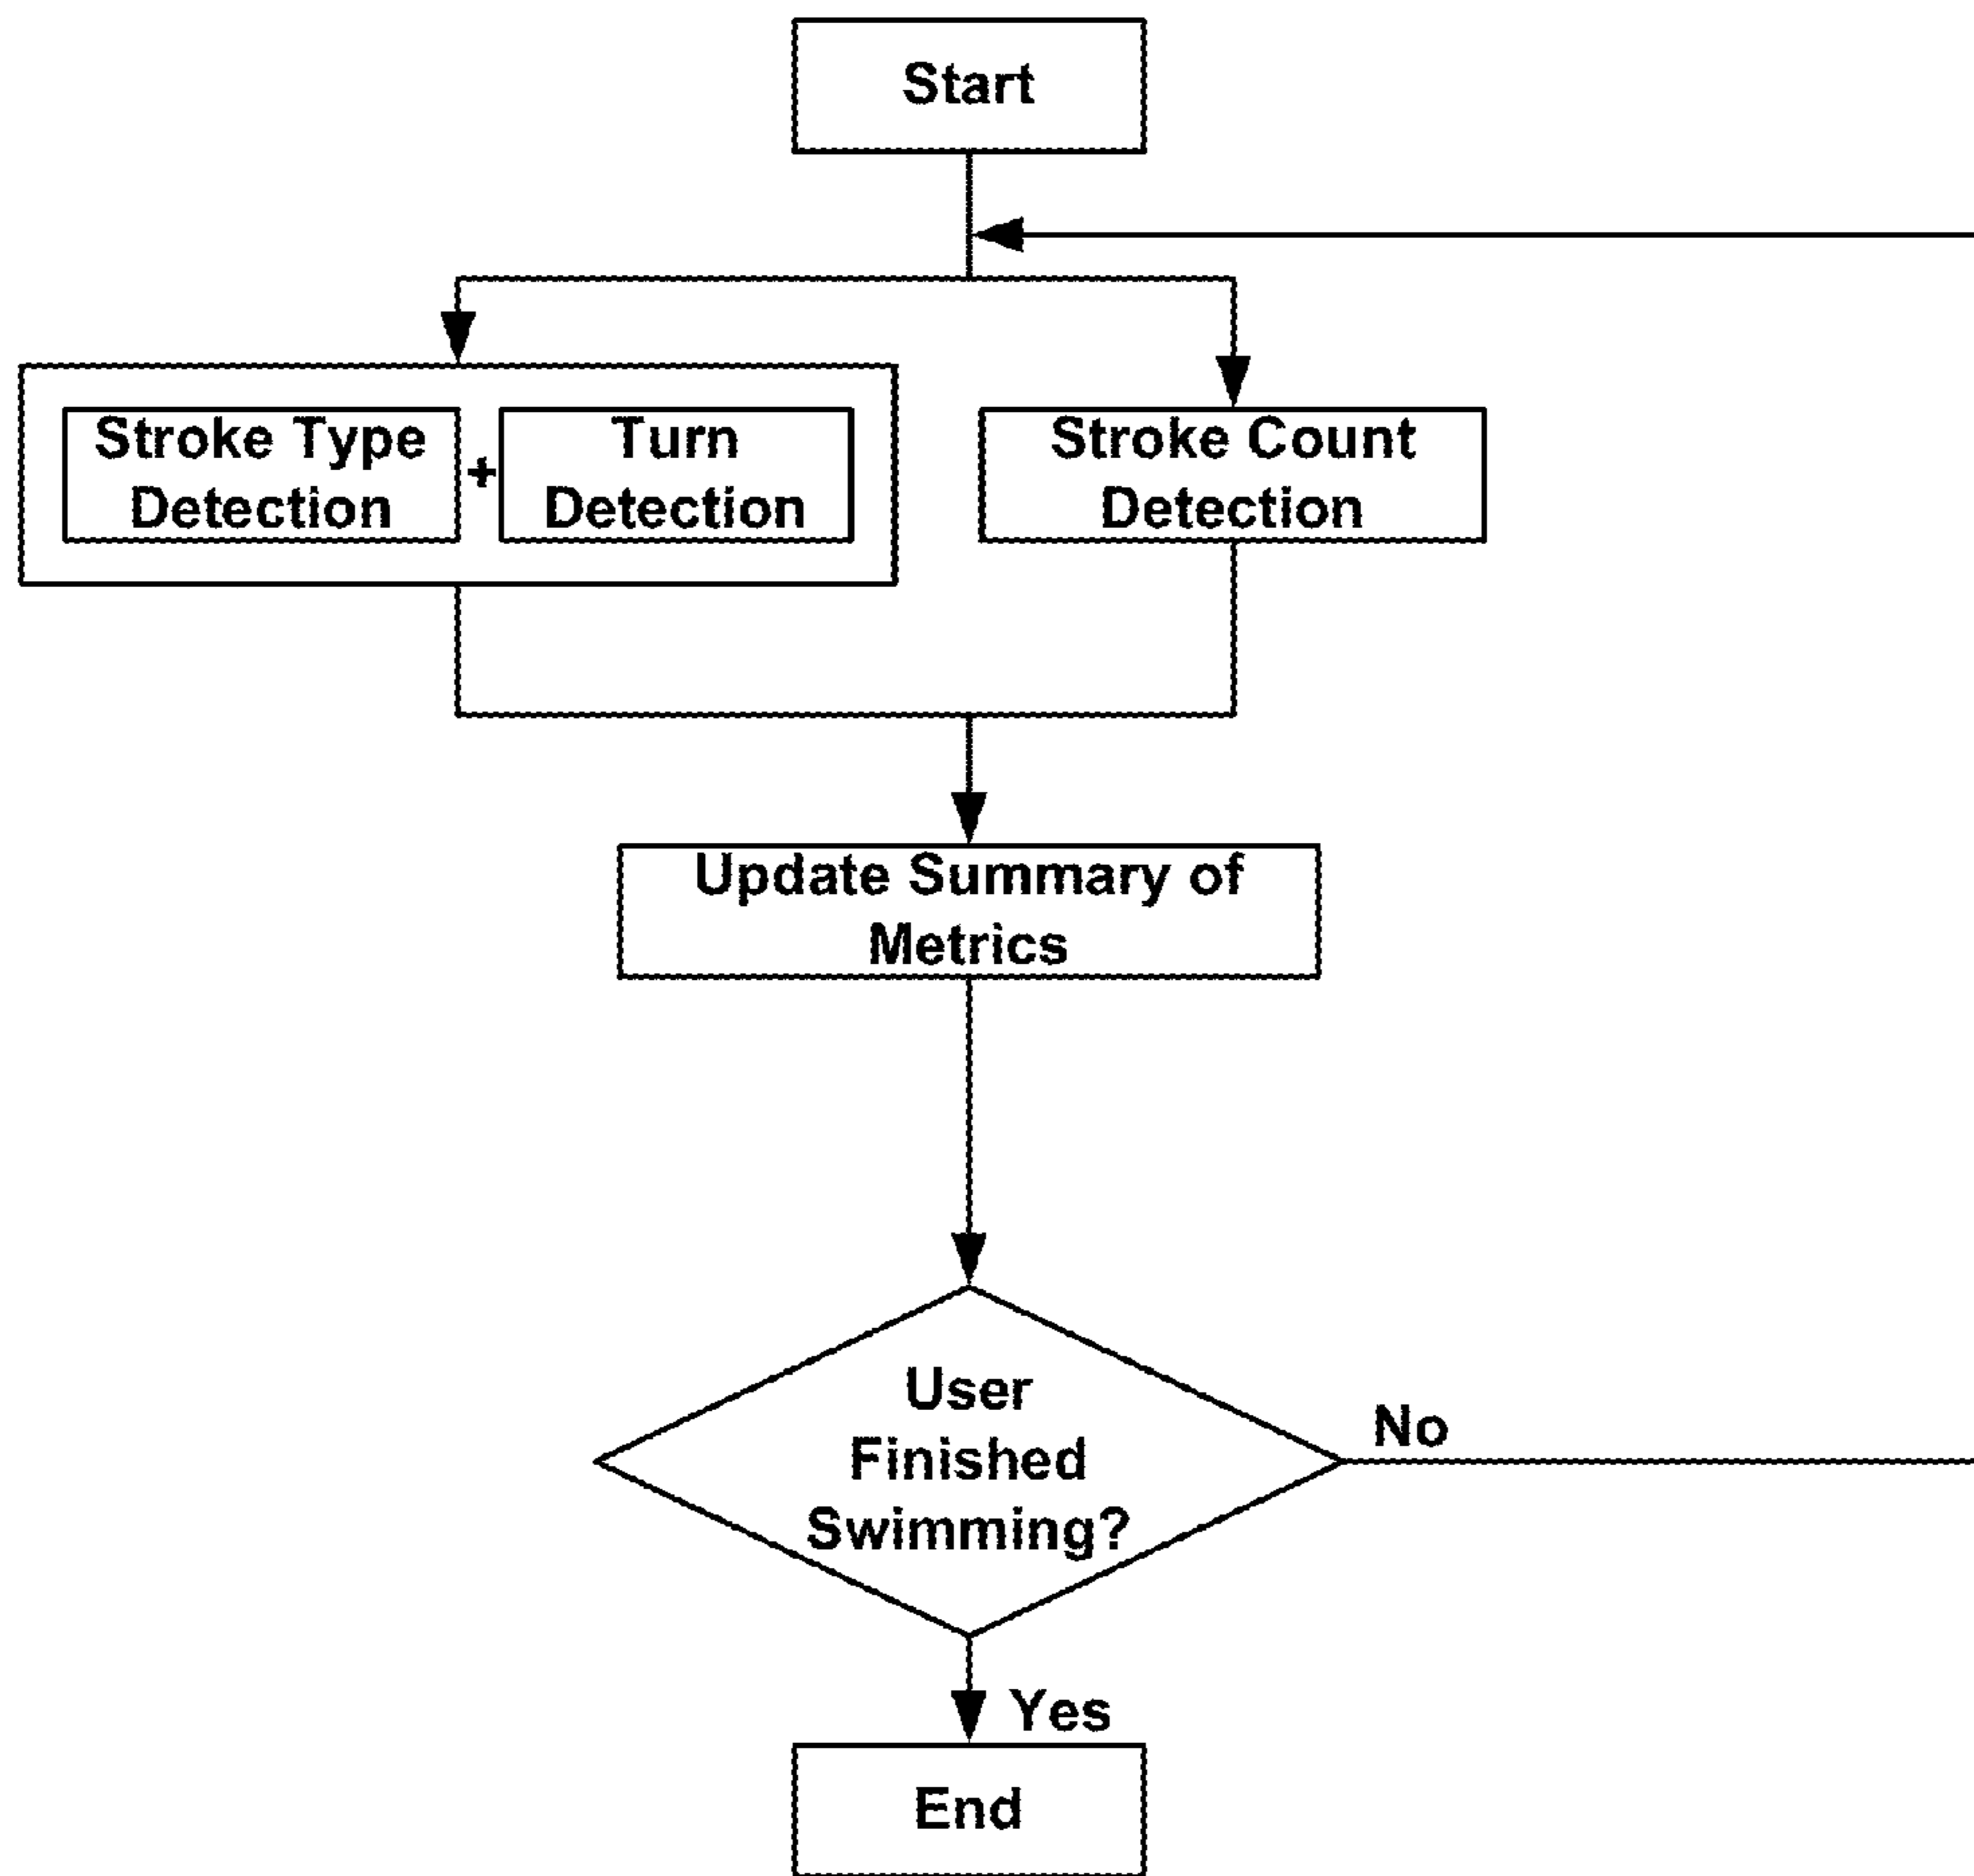 Start
Stroke Type
Detection
+
Turn
Detection
Stroke Count
Detection
Update Summary of
Metrics
User
Finished
Swimming?
No
Yes
End